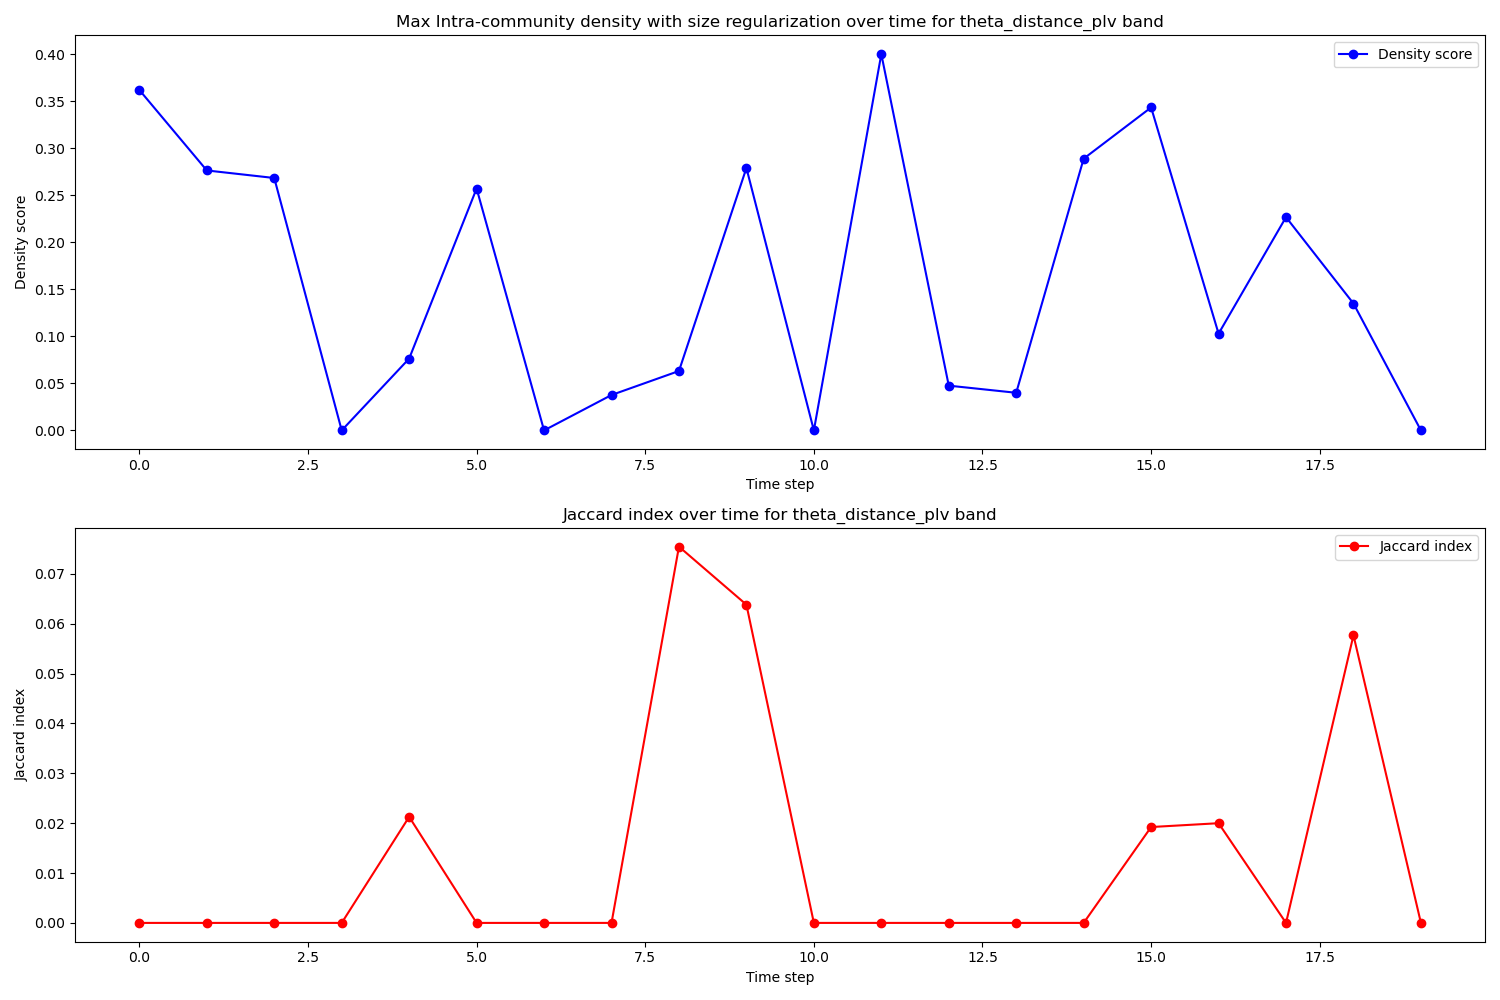 Max Intra-community density with size regularization over time for theta_distance_plv band
Density score
0.40
0.35
0.30
0.25
0.20
0.15
0.10
0.05
0.00
Density score
0.0 2.5 5.0 7.5 10.0 12.5 15.0 17.5
Time step
Jaccard index over time for theta_distance_plv band
Jaccard index
0.07
0.06
0.05
0.04
0.03
0.02
0.01
0.00
Jaccard index
0.0 2.5 5.0 7.5 10.0 12.5 15.0 17.5
Time step